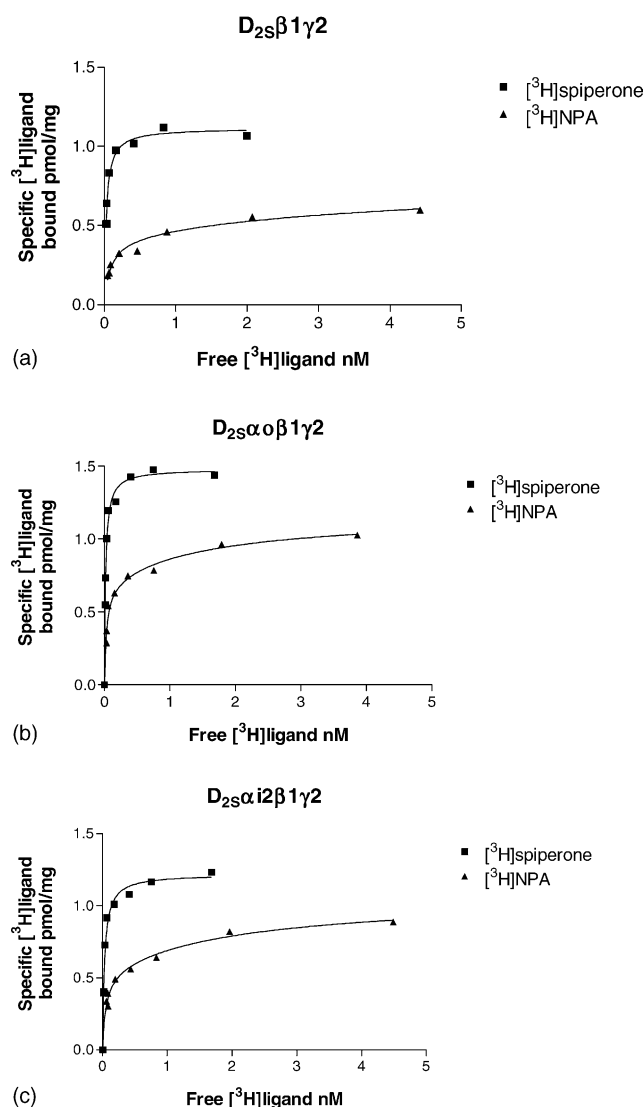 D₂Sβ1γ2
1.5
1.0
0.5
0.0
0
1
2
3
4
5
Specific [³H]ligand
bound pmol/mg
Free [³H]ligand nM
[³H]spiperone
[³H]NPA
(a)
D₂Sαoβ1γ2
1.5
1.0
0.5
0.0
0
1
2
3
4
5
Specific [³H]ligand
bound pmol/mg
Free [³H]ligand nM
[³H]spiperone
[³H]NPA
(b)
D₂Sαi2β1γ2
1.5
1.0
0.5
0.0
0
1
2
3
4
5
Specific [³H]ligand
bound pmol/mg
Free [³H]ligand nM
[³H]spiperone
[³H]NPA
(c)